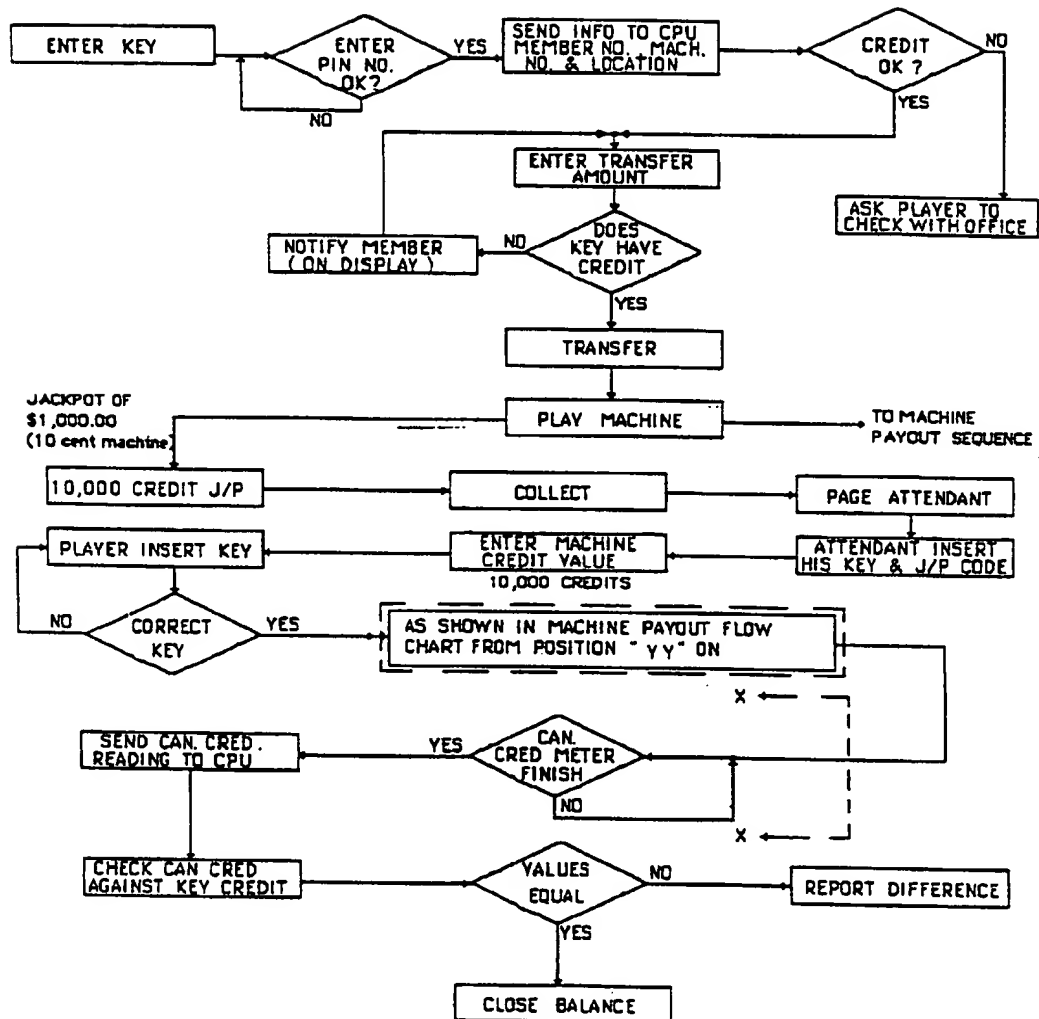 ENTER KEY
ENTER
PIN NO.
OK?
YES
NO
SEND INFO TO CPU
MEMBER NO., MACH.
NO. & LOCATION
CREDIT
OK ?
NO
YES
ENTER TRANSFER
AMOUNT
ASK PLAYER TO
CHECK WITH OFFICE
DOES
KEY HAVE
CREDIT
NO
NOTIFY MEMBER
( ON DISPLAY )
YES
TRANSFER
JACKPOT OF
$1,000.00
(10 cent machine)
PLAY MACHINE
TO MACHINE
PAYOUT SEQUENCE
10,000 CREDIT J/P
COLLECT
PAGE ATTENDANT
PLAYER INSERT KEY
ENTER MACHINE
CREDIT VALUE
10,000 CREDITS
ATTENDANT INSERT
HIS KEY & J/P CODE
NO
CORRECT
KEY
YES
AS SHOWN IN MACHINE PAYOUT FLOW
CHART FROM POSITION " YY" ON
X
SEND CAN. CRED.
READING TO CPU
YES
CAN.
CRED METER
FINISH
NO
X
CHECK CAN CRED
AGAINST KEY CREDIT
VALUES
EQUAL
NO
REPORT DIFFERENCE
YES
CLOSE BALANCE